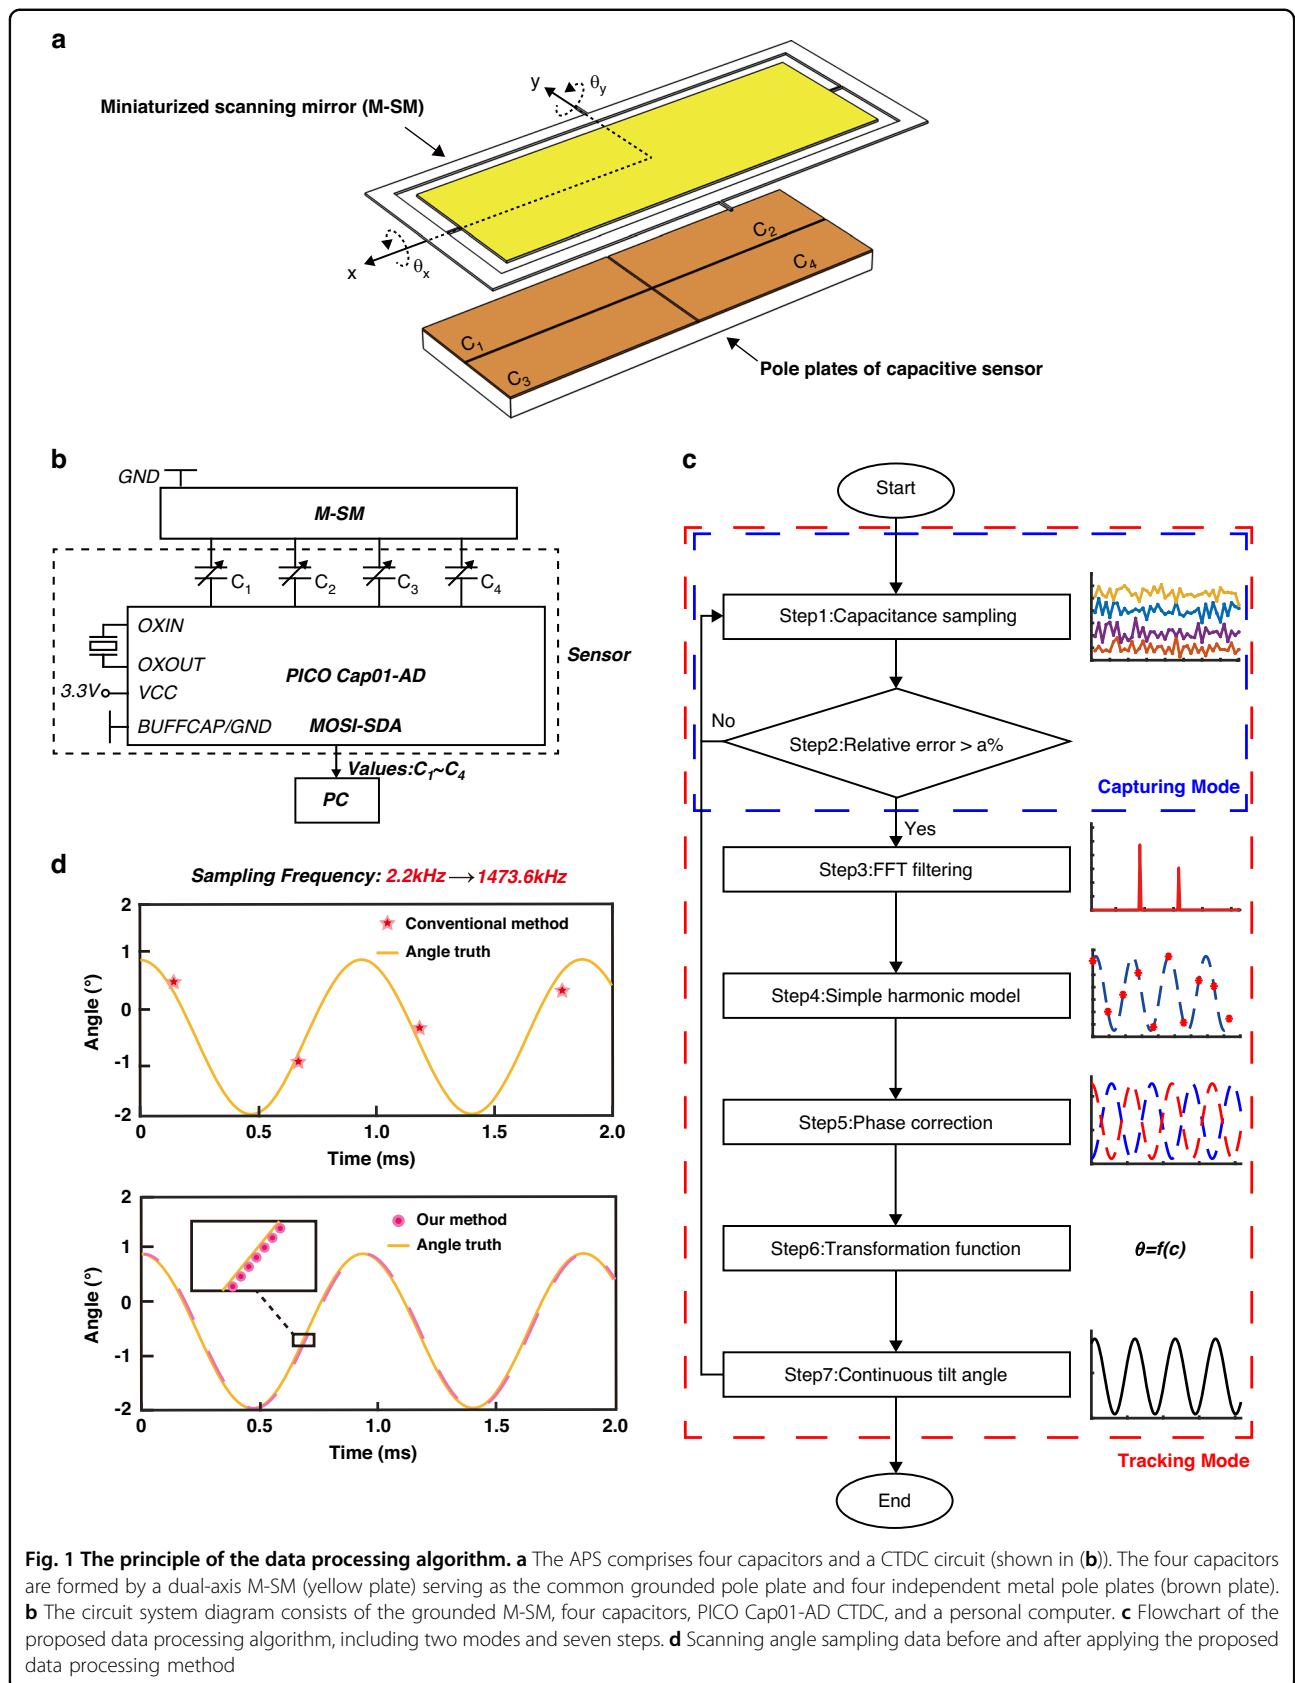 a
Miniaturized scanning mirror (M-SM)
y
θy
x
θx
C2
C4
C1
C3
Pole plates of capacitive sensor
b
GND
M-SM
C1
C2
C3
C4
OXIN
OXOUT
PICO Cap01-AD
Sensor
3.3V
VCC
BUFFCAP/GND
MOSI-SDA
Values:C1~C4
PC
c
Start
Step1:Capacitance sampling
No
Step2:Relative error > a%
Capturing Mode
Yes
Step3:FFT filtering
Step4:Simple harmonic model
Step5:Phase correction
Step6:Transformation function
θ=f(c)
Step7:Continuous tilt angle
Tracking Mode
End
d
Sampling Frequency: 2.2kHz→1473.6kHz
2
1
0
-1
-2
Angle (°)
Conventional method
Angle truth
0
0.5
1.0
1.5
2.0
Time (ms)
2
1
0
-1
-2
Angle (°)
Our method
Angle truth
0
0.5
1.0
1.5
2.0
Time (ms)
Fig. 1 The principle of the data processing algorithm. a The APS comprises four capacitors and a CTDC circuit (shown in (b)). The four capacitors
are formed by a dual-axis M-SM (yellow plate) serving as the common grounded pole plate and four independent metal pole plates (brown plate).
b The circuit system diagram consists of the grounded M-SM, four capacitors, PICO Cap01-AD CTDC, and a personal computer. c Flowchart of the
proposed data processing algorithm, including two modes and seven steps. d Scanning angle sampling data before and after applying the proposed
data processing method